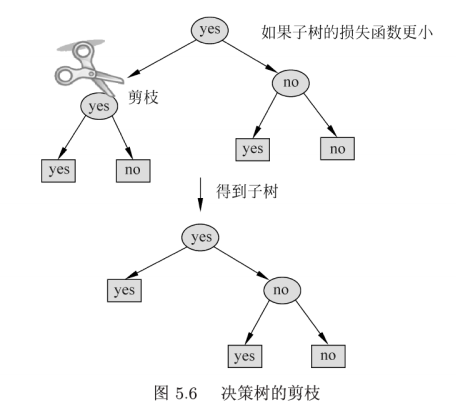 yes
如果子树的损失函数更小
no
剪枝
yes
yes
no
yes
no
得到子树
yes
yes
no
yes
no
图 5.6 决策树的剪枝